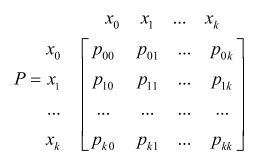 x₀ x₁ ... xₖ
x₀ p₀₀ p₀₁ ... p₀ₖ
P = x₁ p₁₀ p₁₁ ... p₁ₖ
... ... ... ... ...
xₖ pₖ₀ pₖ₁ ... pₖₖ